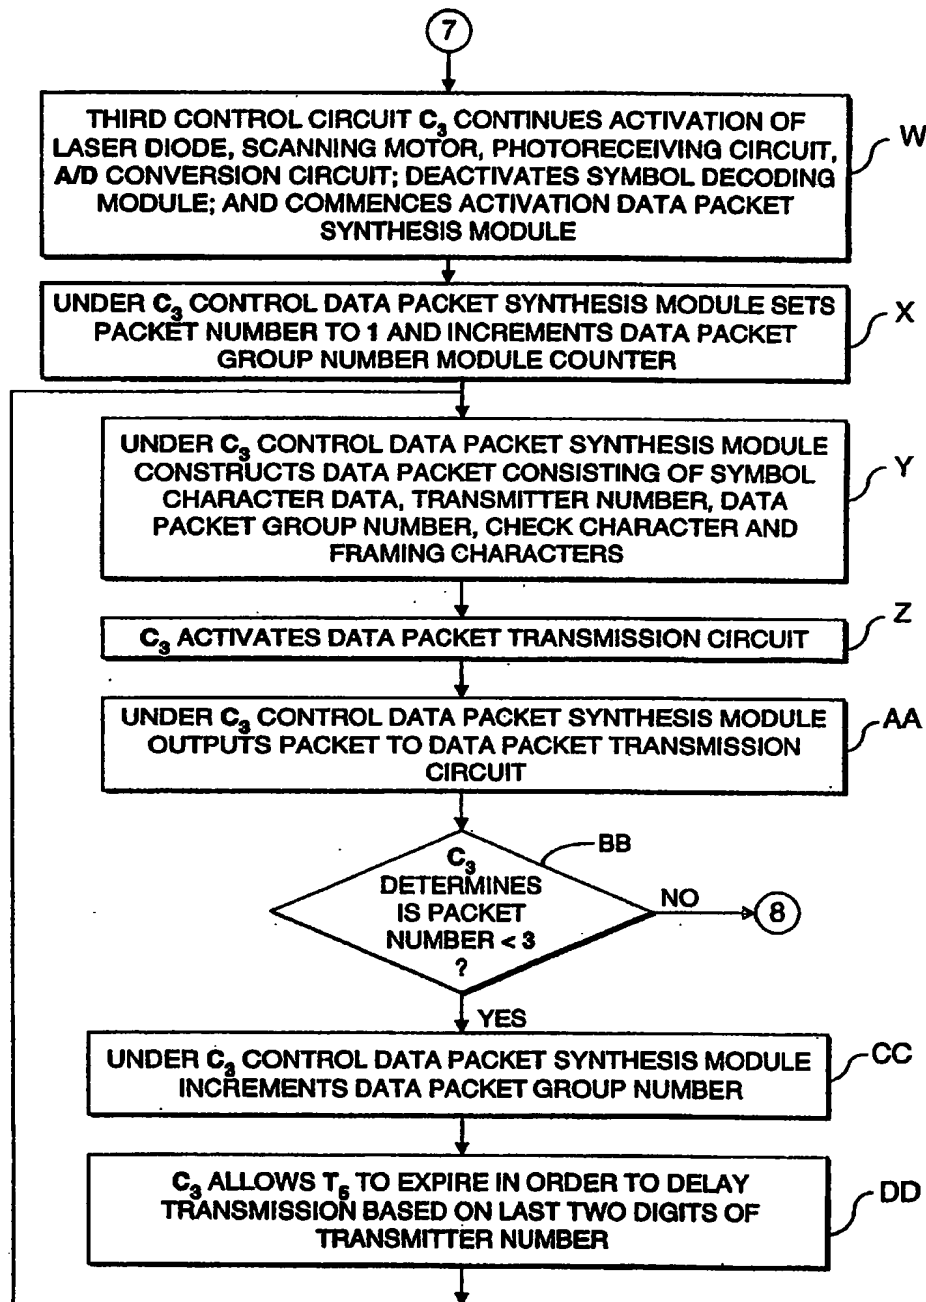 7
THIRD CONTROL CIRCUIT C3 CONTINUES ACTIVATION OF
LASER DIODE, SCANNING MOTOR, PHOTORECEIVING CIRCUIT,
A/D CONVERSION CIRCUIT; DEACTIVATES SYMBOL DECODING
MODULE; AND COMMENCES ACTIVATION DATA PACKET
SYNTHESIS MODULE
W
UNDER C3 CONTROL DATA PACKET SYNTHESIS MODULE SETS
PACKET NUMBER TO 1 AND INCREMENTS DATA PACKET
GROUP NUMBER MODULE COUNTER
X
UNDER C3 CONTROL DATA PACKET SYNTHESIS MODULE
CONSTRUCTS DATA PACKET CONSISTING OF SYMBOL
CHARACTER DATA, TRANSMITTER NUMBER, DATA
PACKET GROUP NUMBER, CHECK CHARACTER AND
FRAMING CHARACTERS
Y
C3 ACTIVATES DATA PACKET TRANSMISSION CIRCUIT
Z
UNDER C3 CONTROL DATA PACKET SYNTHESIS MODULE
OUTPUTS PACKET TO DATA PACKET TRANSMISSION
CIRCUIT
AA
C3
DETERMINES
IS PACKET
NUMBER < 3
?
BB
NO
8
YES
UNDER C3 CONTROL DATA PACKET SYNTHESIS MODULE
INCREMENTS DATA PACKET GROUP NUMBER
CC
C3 ALLOWS T5 TO EXPIRE IN ORDER TO DELAY
TRANSMISSION BASED ON LAST TWO DIGITS OF
TRANSMITTER NUMBER
DD